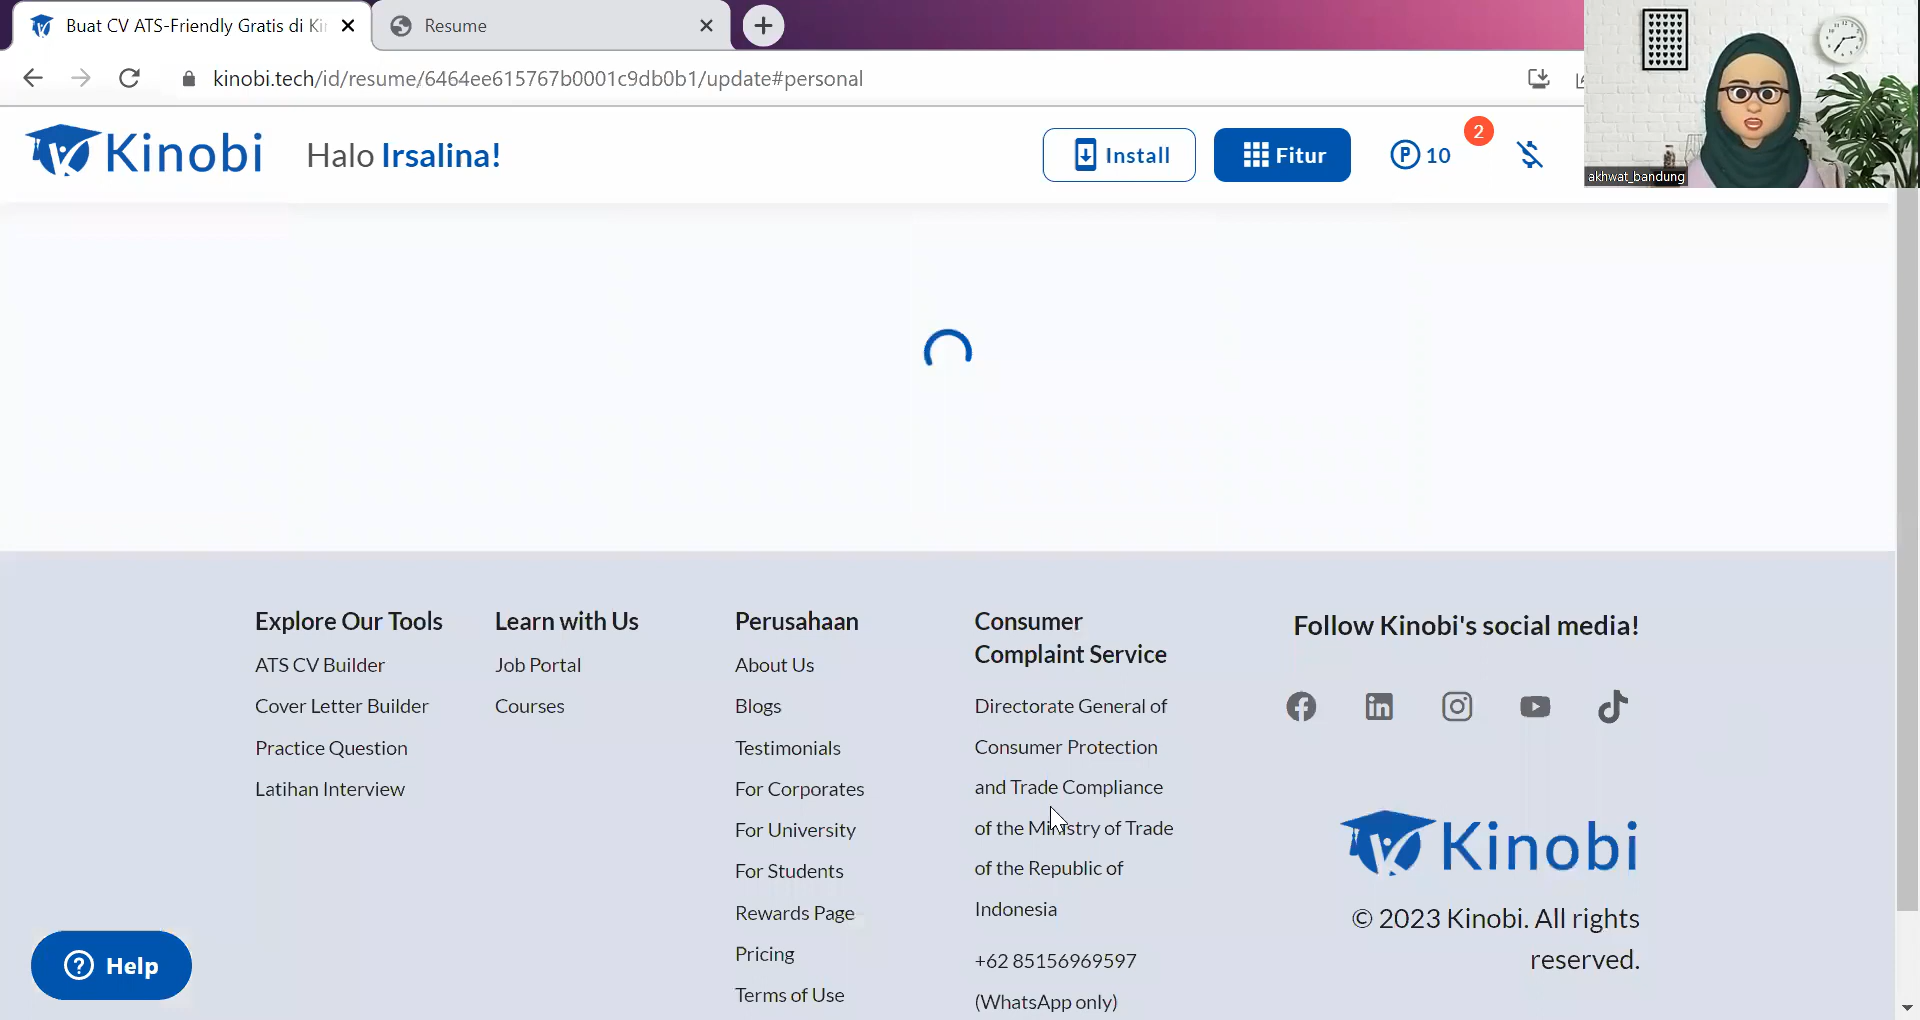 Buat CV ATS-Friendly Gratis di Ki
Resume
kinobi.tech/id/resume/6464ee615767b0001c9db0b1/update#personal
Kinobi
Halo Irsalina!
Install
Fitur
P 10
2
akhwat_bandung
Explore Our Tools
ATS CV Builder
Cover Letter Builder
Practice Question
Latihan Interview
Learn with Us
Job Portal
Courses
Perusahaan
About Us
Blogs
Testimonials
For Corporates
For University
For Students
Rewards Page
Pricing
Terms of Use
Consumer
Complaint Service
Directorate General of
Consumer Protection
and Trade Compliance
of the Ministry of Trade
of the Republic of
Indonesia
+62 85156969597
(WhatsApp only)
Follow Kinobi's social media!
Kinobi
© 2023 Kinobi. All rights
reserved.
Help